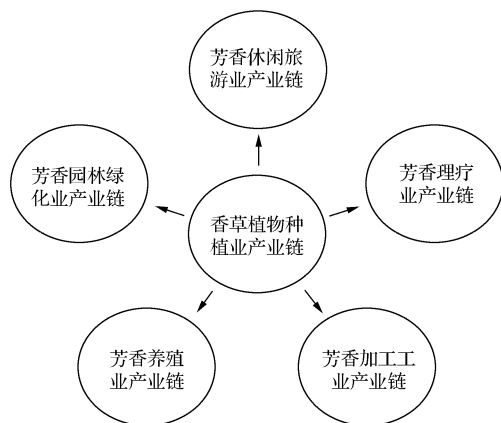 芳香休闲旅
游业产业链
芳香园林绿
化业产业链
芳香理疗
业产业链
香草植物种
植业产业链
芳香养殖
业产业链
芳香加工工
业产业链